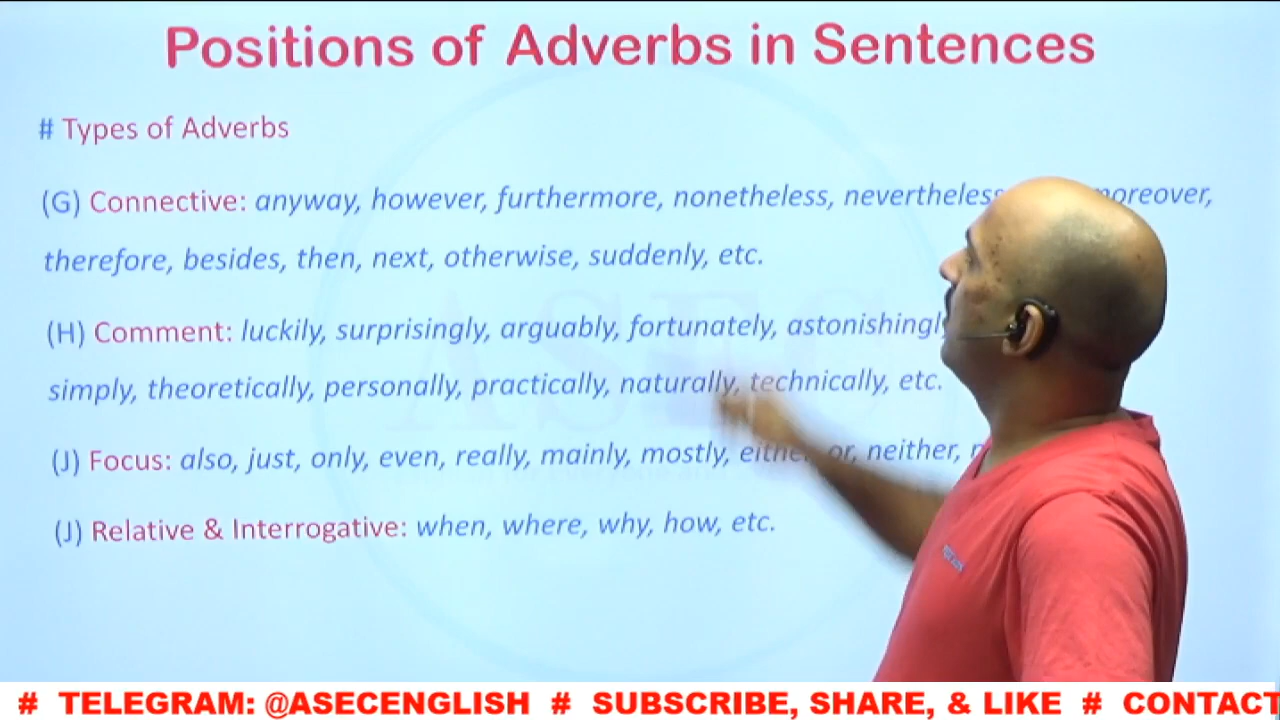 Positions of Adverbs in Sentences
# Types of Adverbs
(G) Connective: anyway, however, furthermore, nonetheless, nevertheless, moreover,
therefore, besides, then, next, otherwise, suddenly, etc.
(H) Comment: luckily, surprisingly, arguably, fortunately, astonishingly
simply, theoretically, personally, practically, naturally, technically, etc.
(J) Focus: also, just, only, even, really, mainly, mostly, either or, neither,
(J) Relative & Interrogative: when, where, why, how, etc.
ASEC
# TELEGRAM: @ASECENGLISH # SUBSCRIBE, SHARE, & LIKE # CONTACT